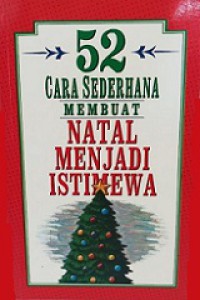 52
CARA SEDERHANA
MEMBUAT
NATAL
MENJADI
ISTIMEWA